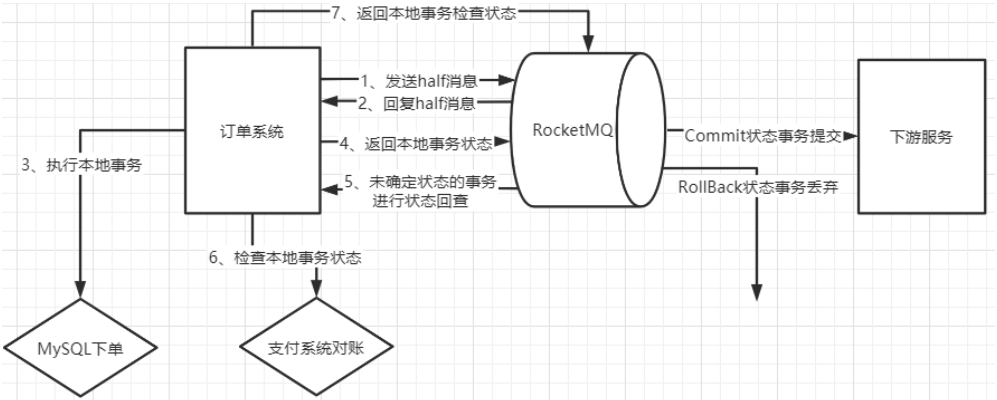 7、返回本地事务检查状态
1、发送half消息
2、回复half消息
订单系统
RocketMQ
Commit状态事务提交
下游服务
4、返回本地事务状态
3、执行本地事务
5、未确定状态的事务
进行状态回查
RollBack状态事务丢弃
6、检查本地事务状态
MySQL下单
支付系统对账